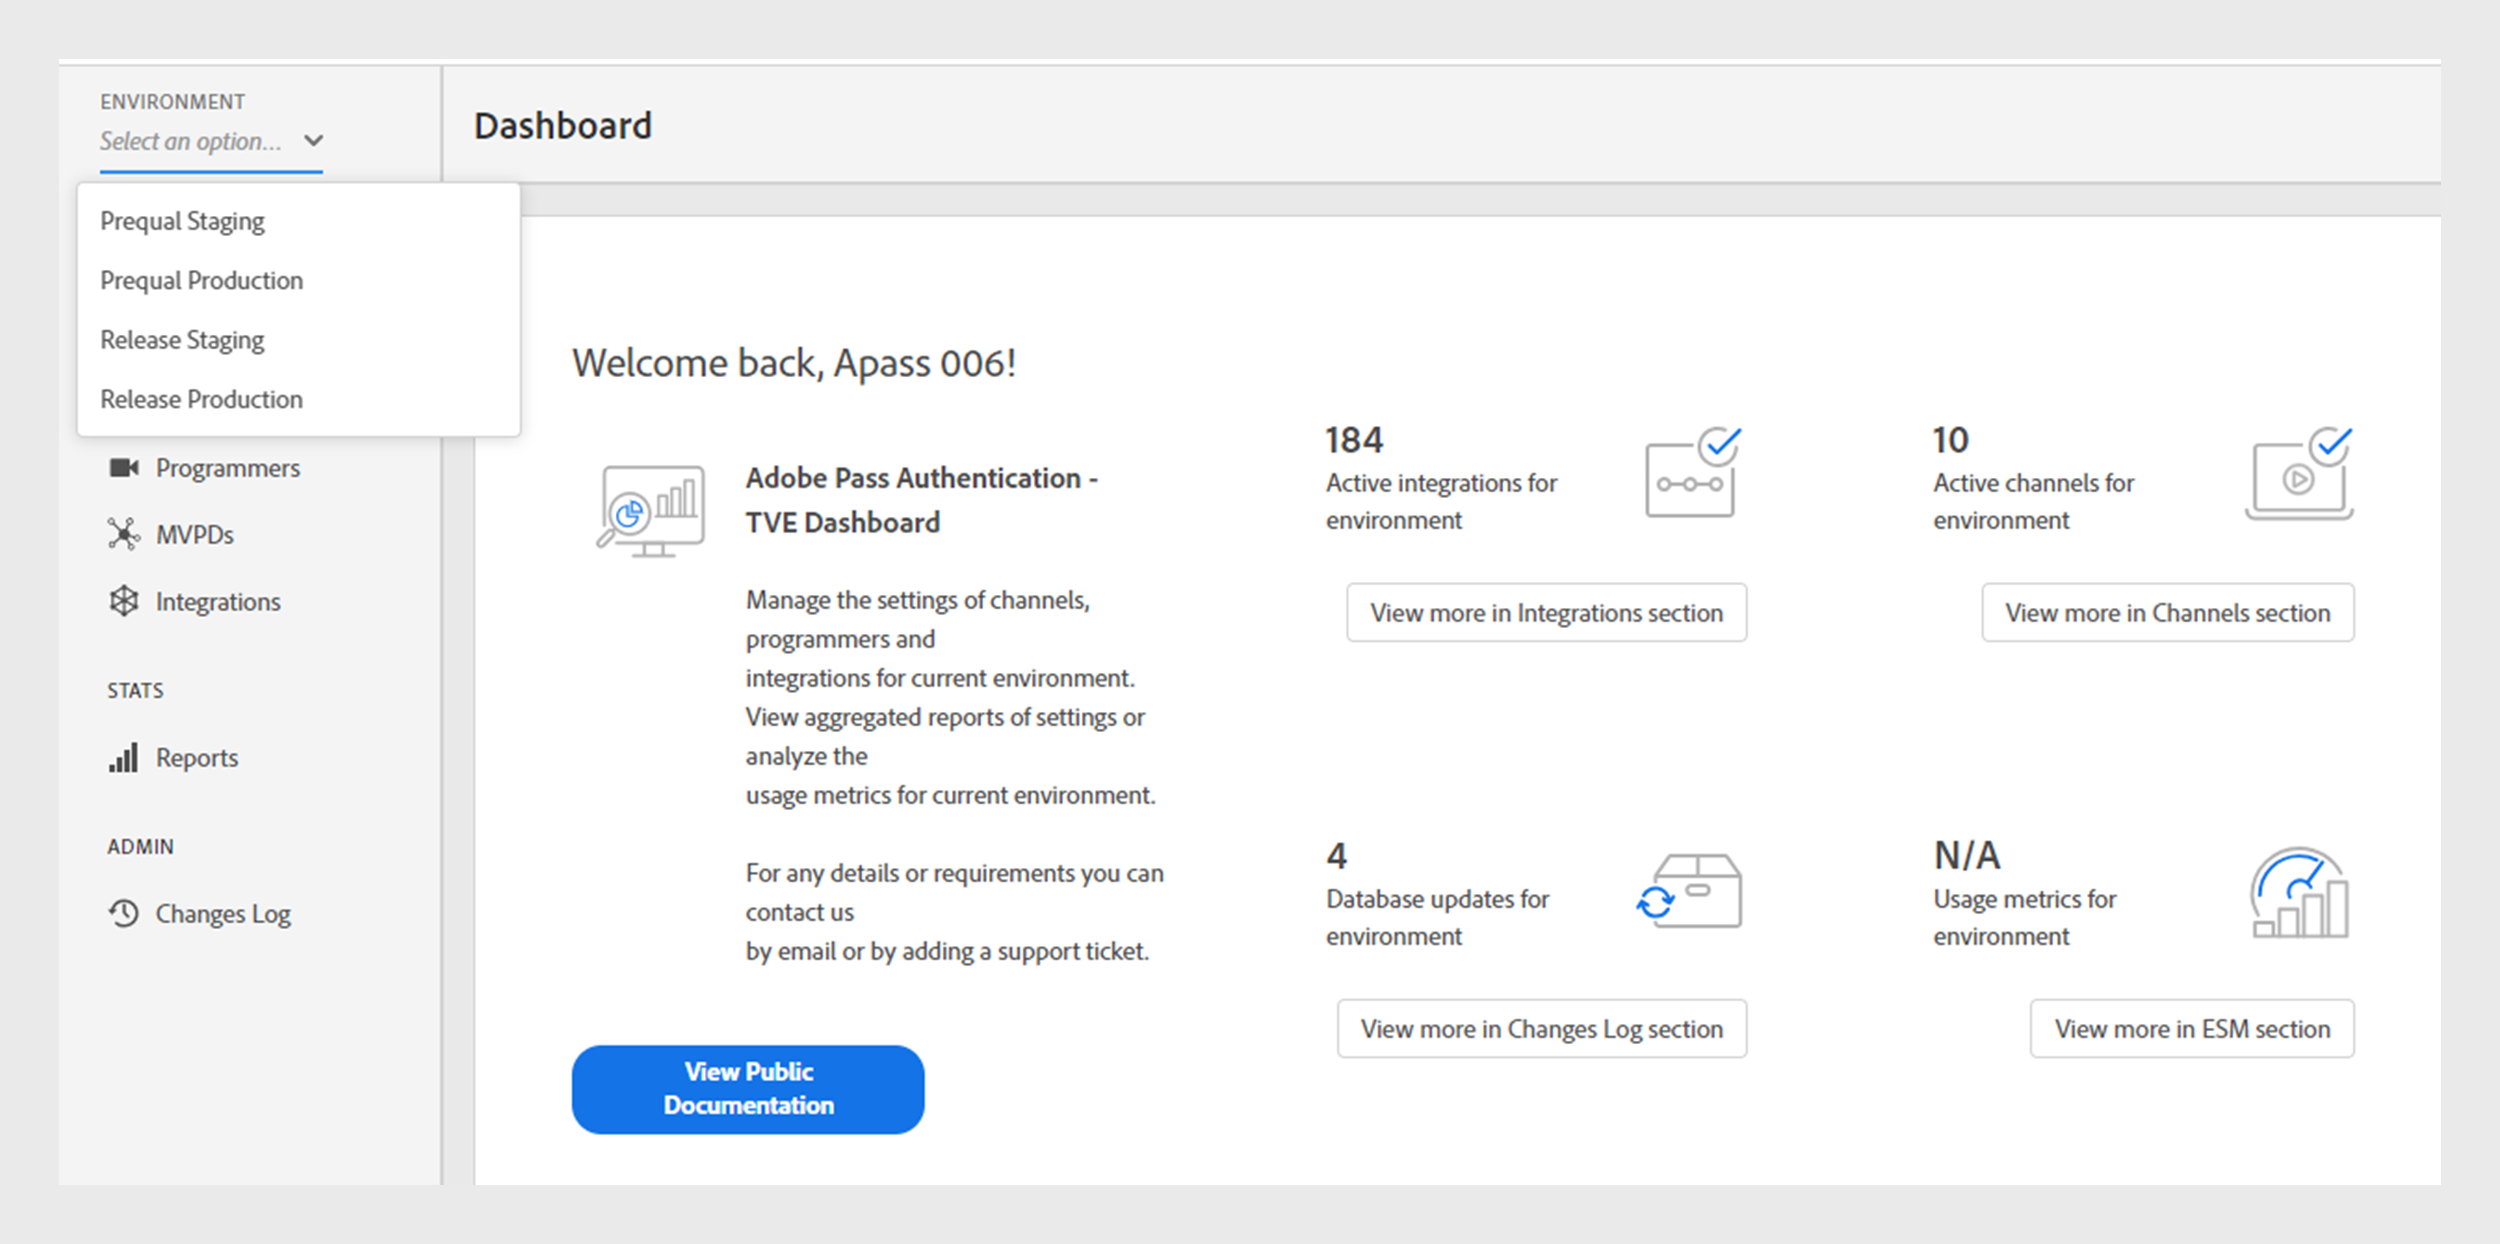 ENVIRONMENT
Select an option...
Prequal Staging
Prequal Production
Release Staging
Release Production
Programmers
MVPDs
Integrations
STATS
Reports
ADMIN
Changes Log
Dashboard
Welcome back, Apass 006!
Adobe Pass Authentication -
TVE Dashboard
Manage the settings of channels,
programmers and
integrations for current environment.
View aggregated reports of settings or
analyze the
usage metrics for current environment.
For any details or requirements you can
contact us
by email or by adding a support ticket.
View Public
Documentation
184
Active integrations for
environment
View more in Integrations section
10
Active channels for
environment
View more in Channels section
4
Database updates for
environment
View more in Changes Log section
N/A
Usage metrics for
environment
View more in ESM section